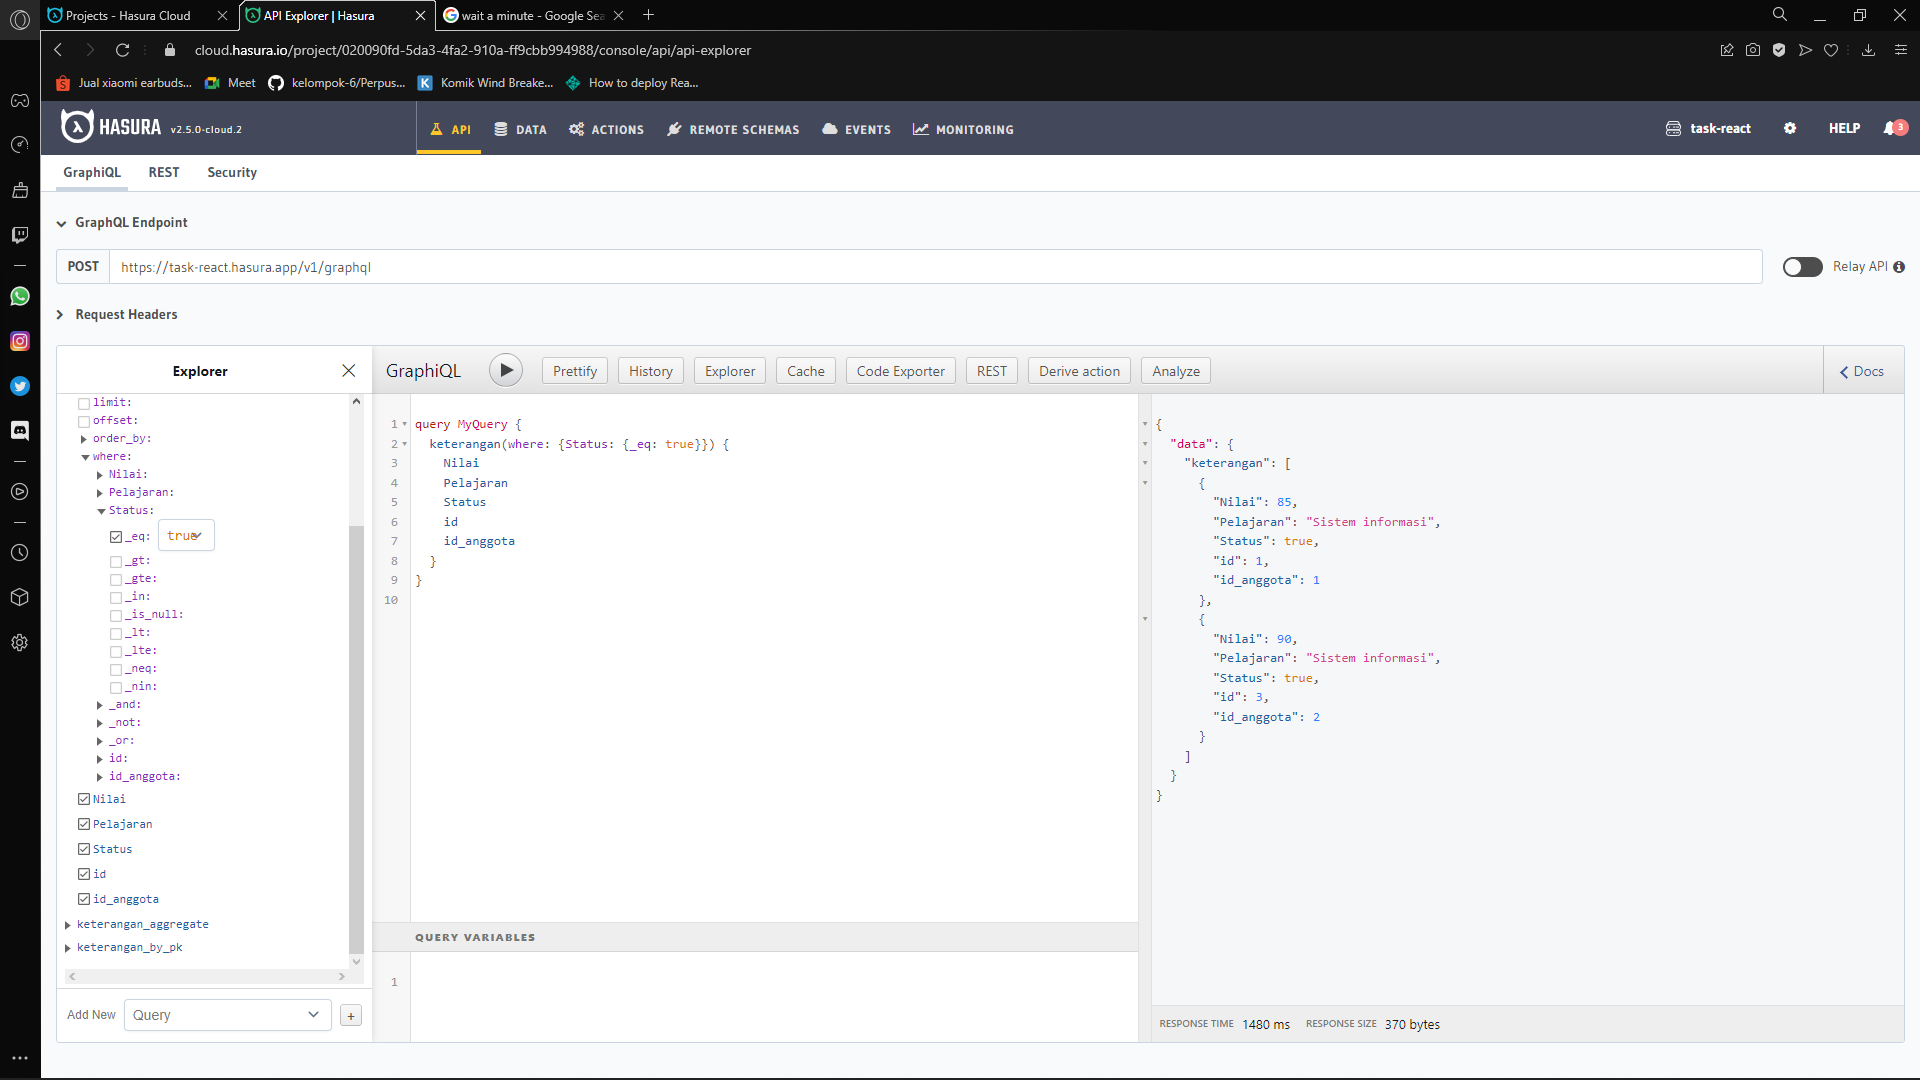 Projects - Hasura Cloud
API Explorer | Hasura
wait a minute - Google Sea
cloud.hasura.io/project/020090fd-5da3-4fa2-910a-ff9cbb994988/console/api/api-explorer
Jual xiaomi earbuds...
Meet
kelompok-6/Perpus...
Komik Wind Breake...
How to deploy Rea...
HASURA v2.5.0-cloud.2
API
DATA
ACTIONS
REMOTE SCHEMAS
EVENTS
MONITORING
task-react
HELP
3
GraphiQL
REST
Security
GraphQL Endpoint
POST
https://task-react.hasura.app/v1/graphql
Relay API
Request Headers
Explorer
limit:
offset:
order_by:
where:
Nilai:
Pelajaran:
Status:
_eq: true
_gt:
_gte:
_in:
_is_null:
_lt:
_lte:
_neq:
_nin:
_and:
_not:
_or:
id:
id_anggota:
Nilai
Pelajaran
Status
id
id_anggota
keterangan_aggregate
keterangan_by_pk
Add New
Query
+
GraphiQL
Prettify
History
Explorer
Cache
Code Exporter
REST
Derive action
Analyze
Docs
1 query MyQuery {
2 keterangan(where: {Status: {_eq: true}}) {
3 Nilai
4 Pelajaran
5 Status
6 id
7 id_anggota
8 }
9 }
10
QUERY VARIABLES
1
{
"data": {
"keterangan": [
{
"Nilai": 85,
"Pelajaran": "Sistem informasi",
"Status": true,
"id": 1,
"id_anggota": 1
},
{
"Nilai": 90,
"Pelajaran": "Sistem informasi",
"Status": true,
"id": 3,
"id_anggota": 2
}
]
}
}
RESPONSE TIME 1480 ms RESPONSE SIZE 370 bytes